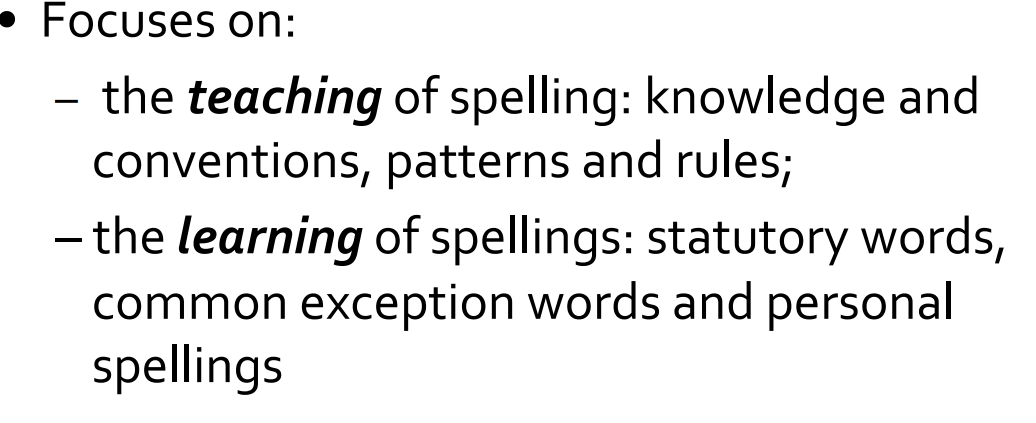 • Focuses on:
– the teaching of spelling: knowledge and
conventions, patterns and rules;
– the learning of spellings: statutory words,
common exception words and personal
spellings